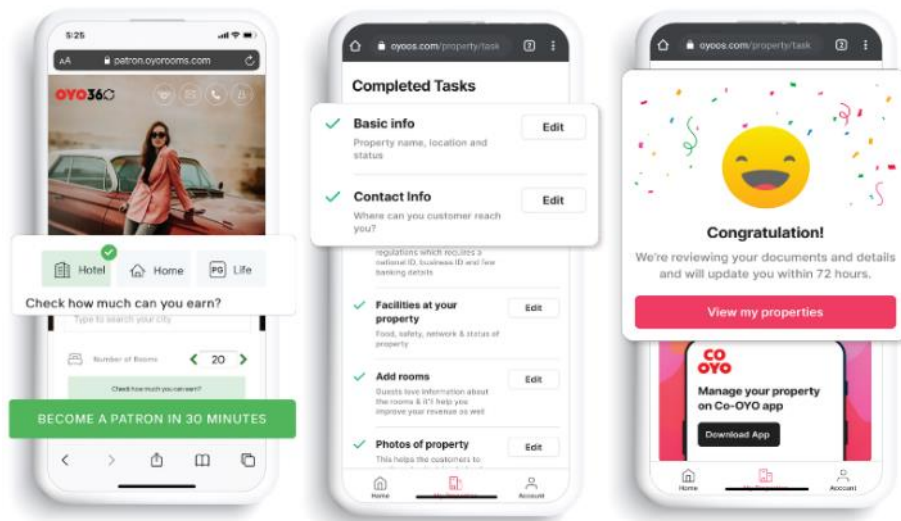 5:25
AA patron.oyorooms.com
OYO360
Hotel
Home
PG Life
Check how much can you earn?
Type to search your city
Number of Rooms
20
Check how much you can earn?
BECOME A PATRON IN 30 MINUTES
oyoos.com/property/task
2
Completed Tasks
Basic info
Edit
Property name, location and
status
Contact Info
Edit
Where can you customer reach
you?
regulations which requires a
national ID, business ID and few
banking details
Facilities at your
property
Edit
Food, safety, network & status of
property
Add rooms
Edit
Guests love information about
the rooms & it'll help you
improve your revenue as well
Photos of property
Edit
This helps the customers to
Home
Account
oyoos.com/property/task
2
Congratulation!
We're reviewing your documents and details
and will update you within 72 hours.
View my properties
CO
OYO
Manage your property
on Co-OYO app
Download App
Home
Account